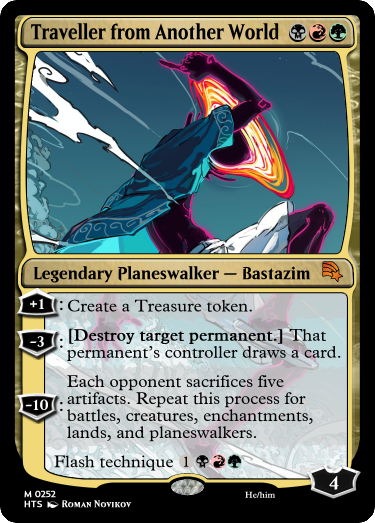 Traveller from Another World
Legendary Planeswalker — Bastazim
+1: Create a Treasure token.
-3: [Destroy target permanent.] That
permanent's controller draws a card.
-10: Each opponent sacrifices five
artifacts. Repeat this process for
battles, creatures, enchantments,
lands, and planeswalkers.
Flash technique 1
4
M 0252
HTS Roman Novikov
He/him